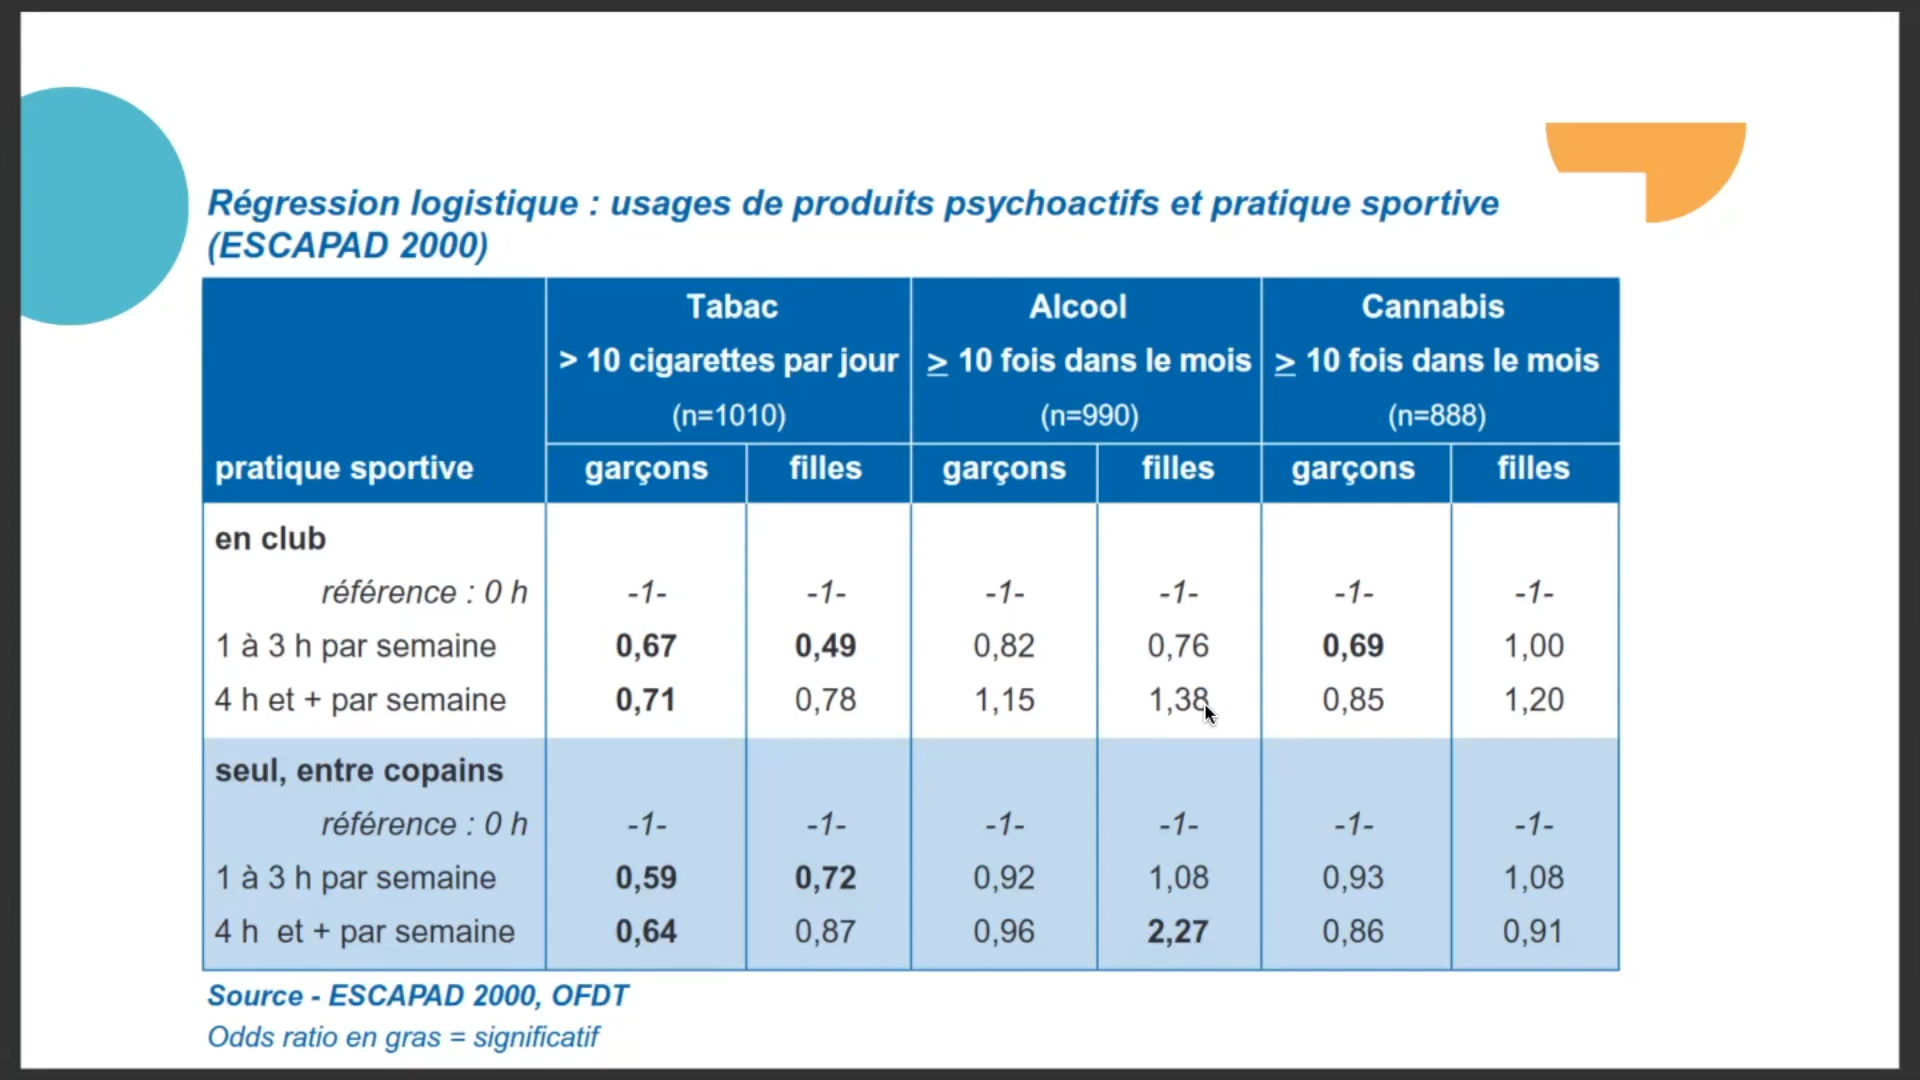 Régression logistique : usages de produits psychoactifs et pratique sportive
(ESCAPAD 2000)
Tabac Alcool Cannabis
> 10 cigarettes par jour ≥ 10 fois dans le mois ≥ 10 fois dans le mois
(n=1010) (n=990) (n=888)
pratique sportive garçons filles garçons filles garçons filles
en club
référence : 0 h -1- -1- -1- -1- -1- -1-
1 à 3 h par semaine 0,67 0,49 0,82 0,76 0,69 1,00
4 h et + par semaine 0,71 0,78 1,15 1,38 0,85 1,20
seul, entre copains
référence : 0 h -1- -1- -1- -1- -1- -1-
1 à 3 h par semaine 0,59 0,72 0,92 1,08 0,93 1,08
4 h et + par semaine 0,64 0,87 0,96 2,27 0,86 0,91
Source - ESCAPAD 2000, OFDT
Odds ratio en gras = significatif